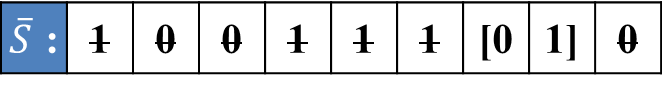 S̄ : 1̶ 0̶ 0̶ 1̶ 1̶ 1̶ [0 1] 0̶